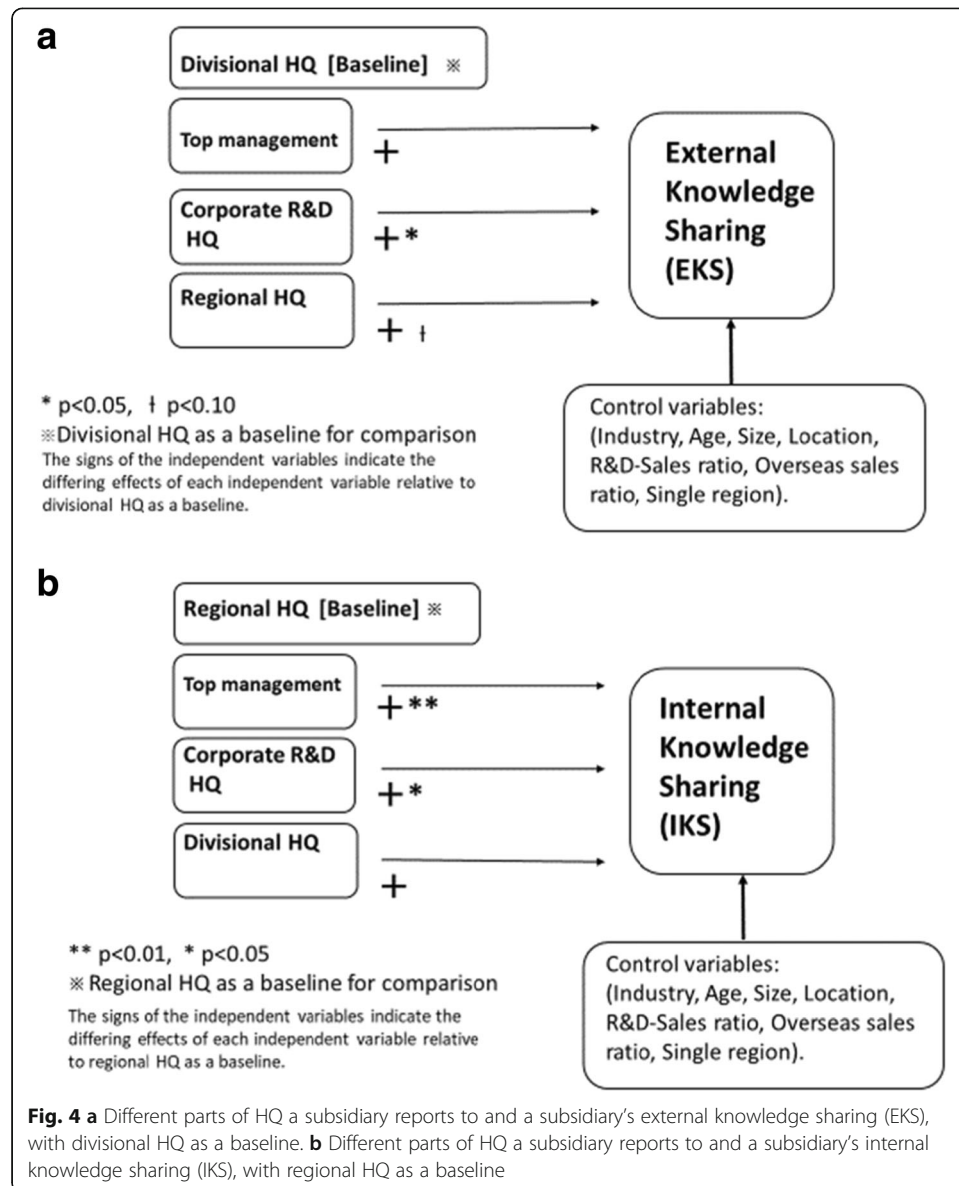 a
Divisional HQ [Baseline] ※
Top management
+
Corporate R&D
HQ
+ *
Regional HQ
+ ƚ
External
Knowledge
Sharing
(EKS)
* p<0.05, ƚ p<0.10
※Divisional HQ as a baseline for comparison
The signs of the independent variables indicate the
differing effects of each independent variable relative to
divisional HQ as a baseline.
Control variables:
(Industry, Age, Size, Location,
R&D-Sales ratio, Overseas sales
ratio, Single region).
b
Regional HQ [Baseline] ※
Top management
+ **
Corporate R&D
HQ
+ *
Divisional HQ
+
Internal
Knowledge
Sharing
(IKS)
** p<0.01, * p<0.05
※ Regional HQ as a baseline for comparison
The signs of the independent variables indicate the
differing effects of each independent variable relative
to regional HQ as a baseline.
Control variables:
(Industry, Age, Size, Location,
R&D-Sales ratio, Overseas sales
ratio, Single region).
Fig. 4 a Different parts of HQ a subsidiary reports to and a subsidiary's external knowledge sharing (EKS),
with divisional HQ as a baseline. b Different parts of HQ a subsidiary reports to and a subsidiary's internal
knowledge sharing (IKS), with regional HQ as a baseline